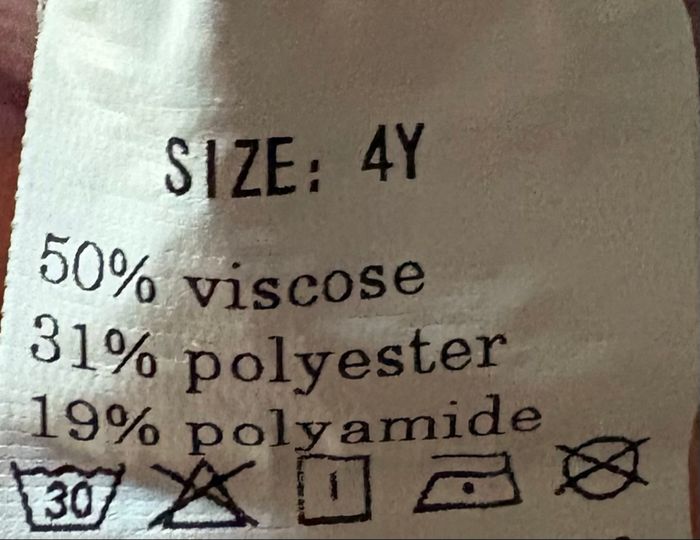 SIZE: 4Y
50% viscose
31% polyester
19% polyamide
30